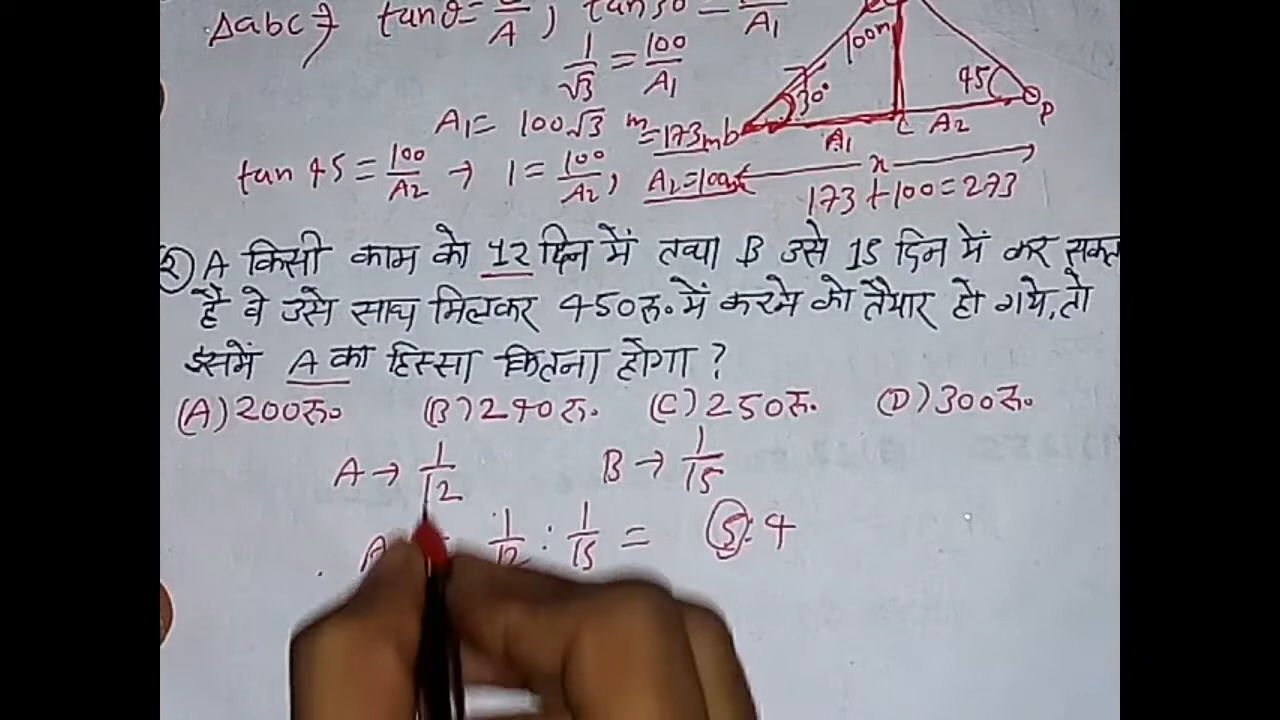 Δabc⇒ tanθ= /A, tan30 = /A₁
1/√3 = 100/A₁
A₁= 100√3 m=173m
tan 45 = 100/A₂ → 1 = 100/A₂, A₂=100m
100m
30°
45
b
C
P
A₁
A₂
x
173+100=273
2) A किसी काम को 12 दिन में तथा B उसे 15 दिन में कर सकत
है वे उसे साथ मिलकर 450रु॰ में करने को तैयार हो गये, तो
इसमें A का हिस्सा कितना होगा ?
(A) 200रु॰ (B) 240रु॰ (C) 250रु॰ (D) 300रु॰
A → 1/12 B → 1/15
A 1/12 : 1/15 = 5:4